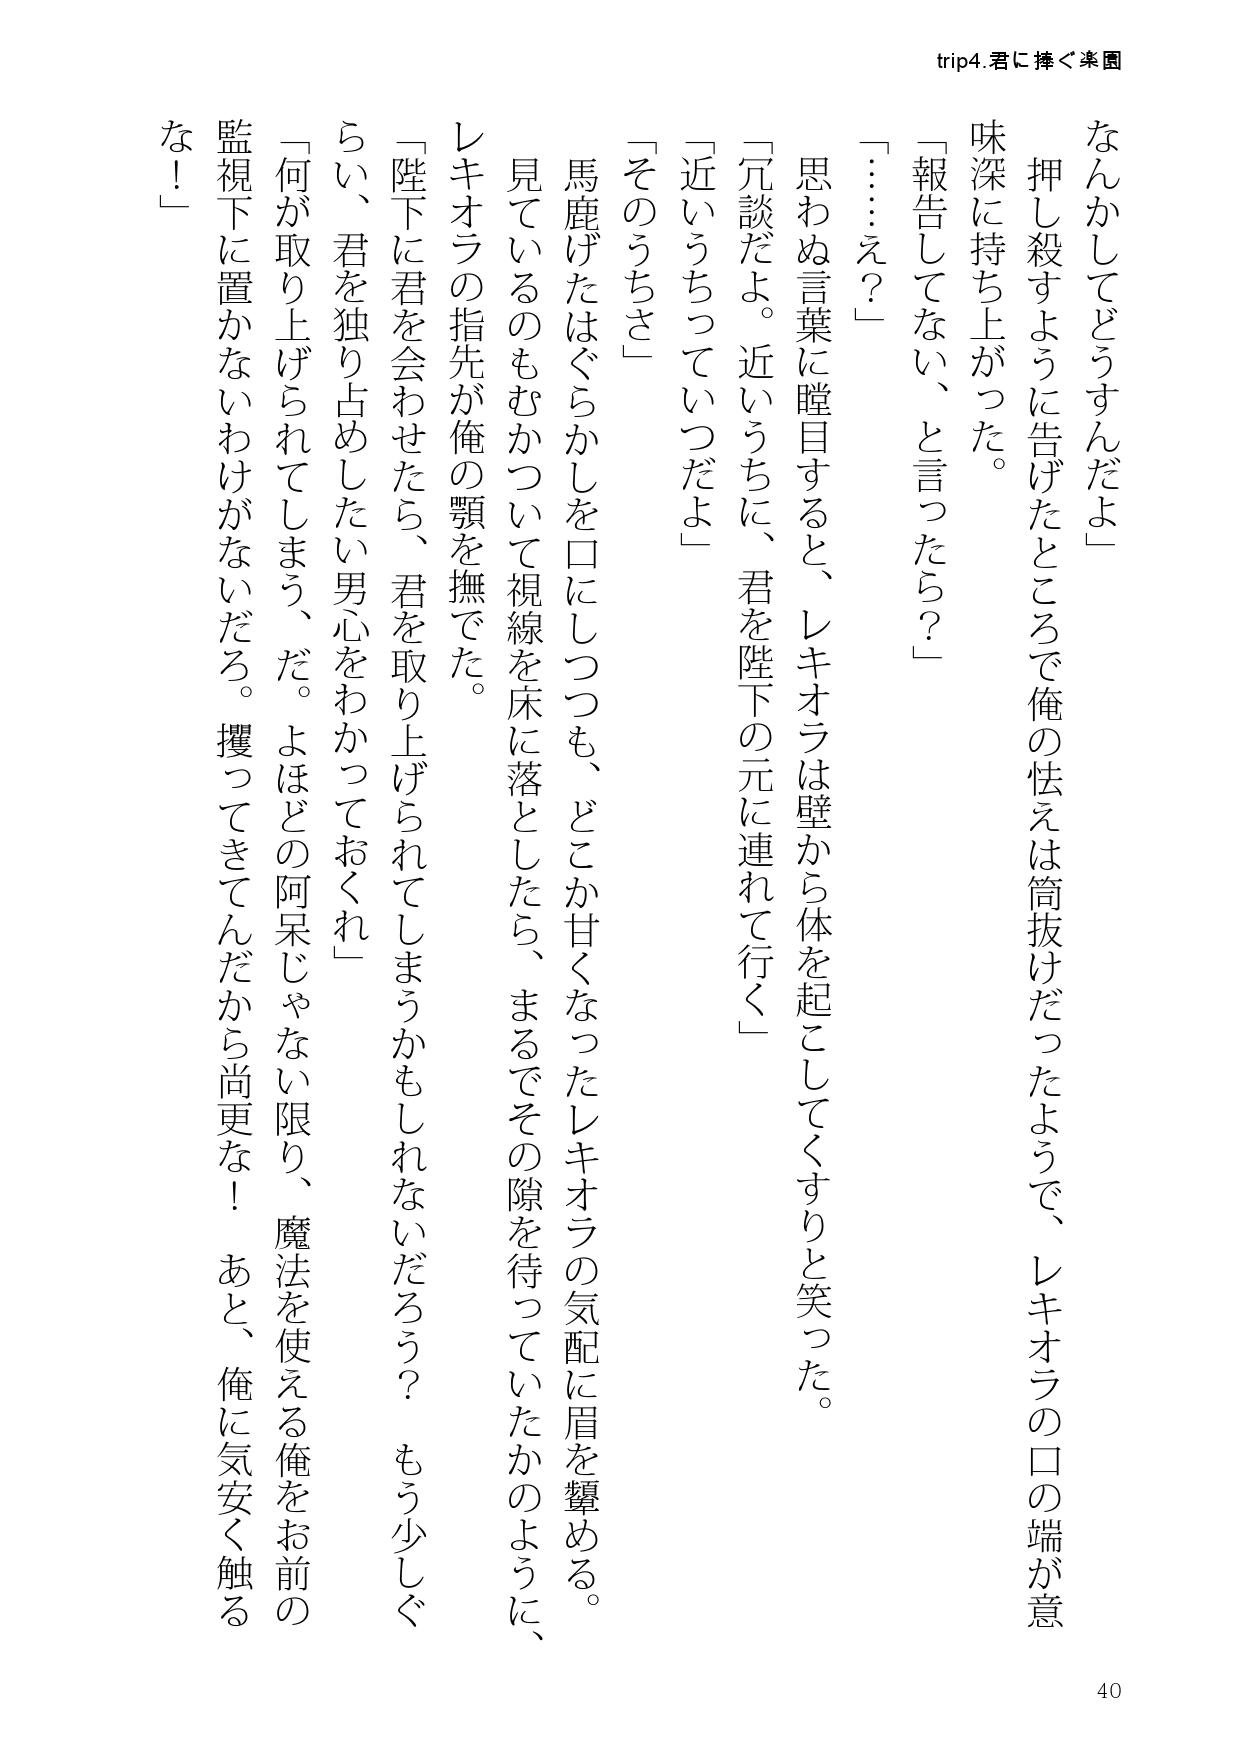 trip4.君に捧ぐ楽園
なんかしてどうすんだよ」
　押し殺すように告げたところで俺の怯えは筒抜けだったようで、レキオラの口の端が意
味深に持ち上がった。
「報告してない、と言ったら？」
「……え？」
　思わぬ言葉に瞠目すると、レキオラは壁から体を起こしてくすりと笑った。
「冗談だよ。近いうちに、君を陛下の元に連れて行く」
「近いうちっていつだよ」
「そのうちさ」
　馬鹿げたはぐらかしを口にしつつも、どこか甘くなったレキオラの気配に眉を顰める。
　見ているのもむかついて視線を床に落としたら、まるでその隙を待っていたかのように、
レキオラの指先が俺の顎を撫でた。
「陛下に君を会わせたら、君を取り上げられてしまうかもしれないだろう？　もう少しぐ
らい、君を独り占めしたい男心をわかっておくれ」
「何が取り上げられてしまう、だ。よほどの阿呆じゃない限り、魔法を使える俺をお前の
監視下に置かないわけがないだろ。攫ってきてんだから尚更な！　あと、俺に気安く触る
な！」
40